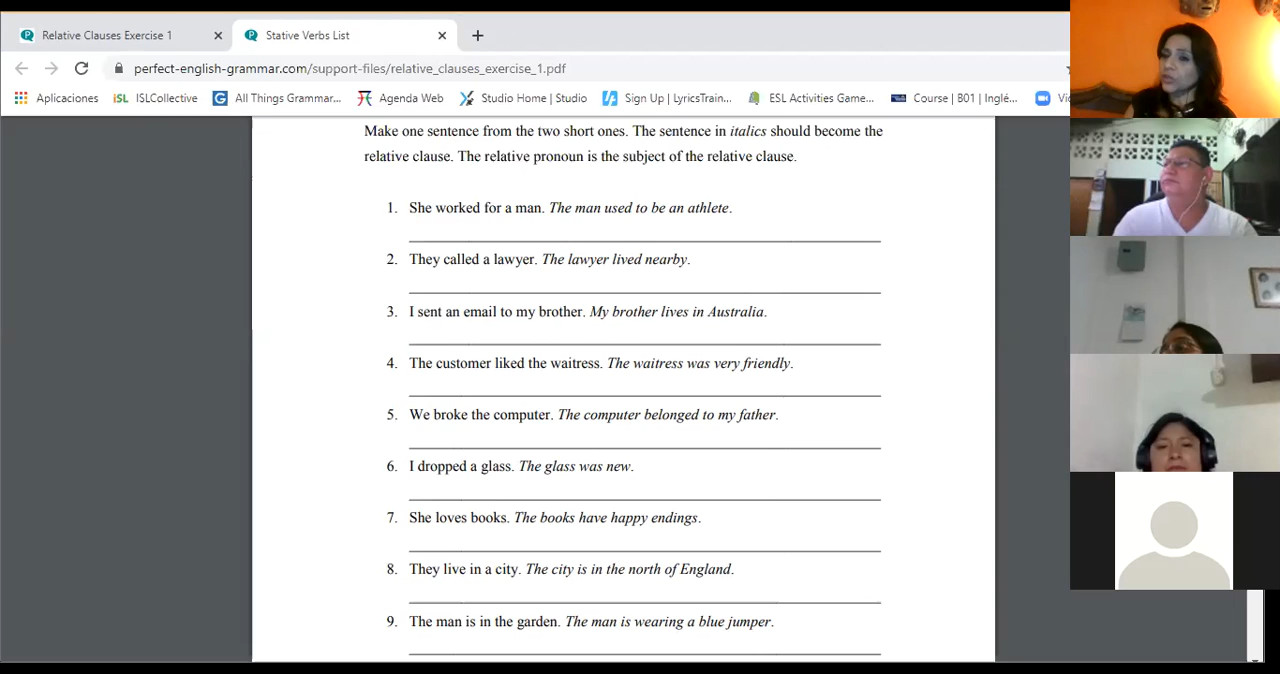 Relative Clauses Exercise 1
Stative Verbs List
perfect-english-grammar.com/support-files/relative_clauses_exercise_1.pdf
Aplicaciones iSLCollective All Things Grammar... Agenda Web Studio Home | Studio Sign Up | LyricsTrain... ESL Activities Game... Course | B01 | Inglé...
Make one sentence from the two short ones. The sentence in italics should become the
relative clause. The relative pronoun is the subject of the relative clause.
1. She worked for a man. The man used to be an athlete.
2. They called a lawyer. The lawyer lived nearby.
3. I sent an email to my brother. My brother lives in Australia.
4. The customer liked the waitress. The waitress was very friendly.
5. We broke the computer. The computer belonged to my father.
6. I dropped a glass. The glass was new.
7. She loves books. The books have happy endings.
8. They live in a city. The city is in the north of England.
9. The man is in the garden. The man is wearing a blue jumper.